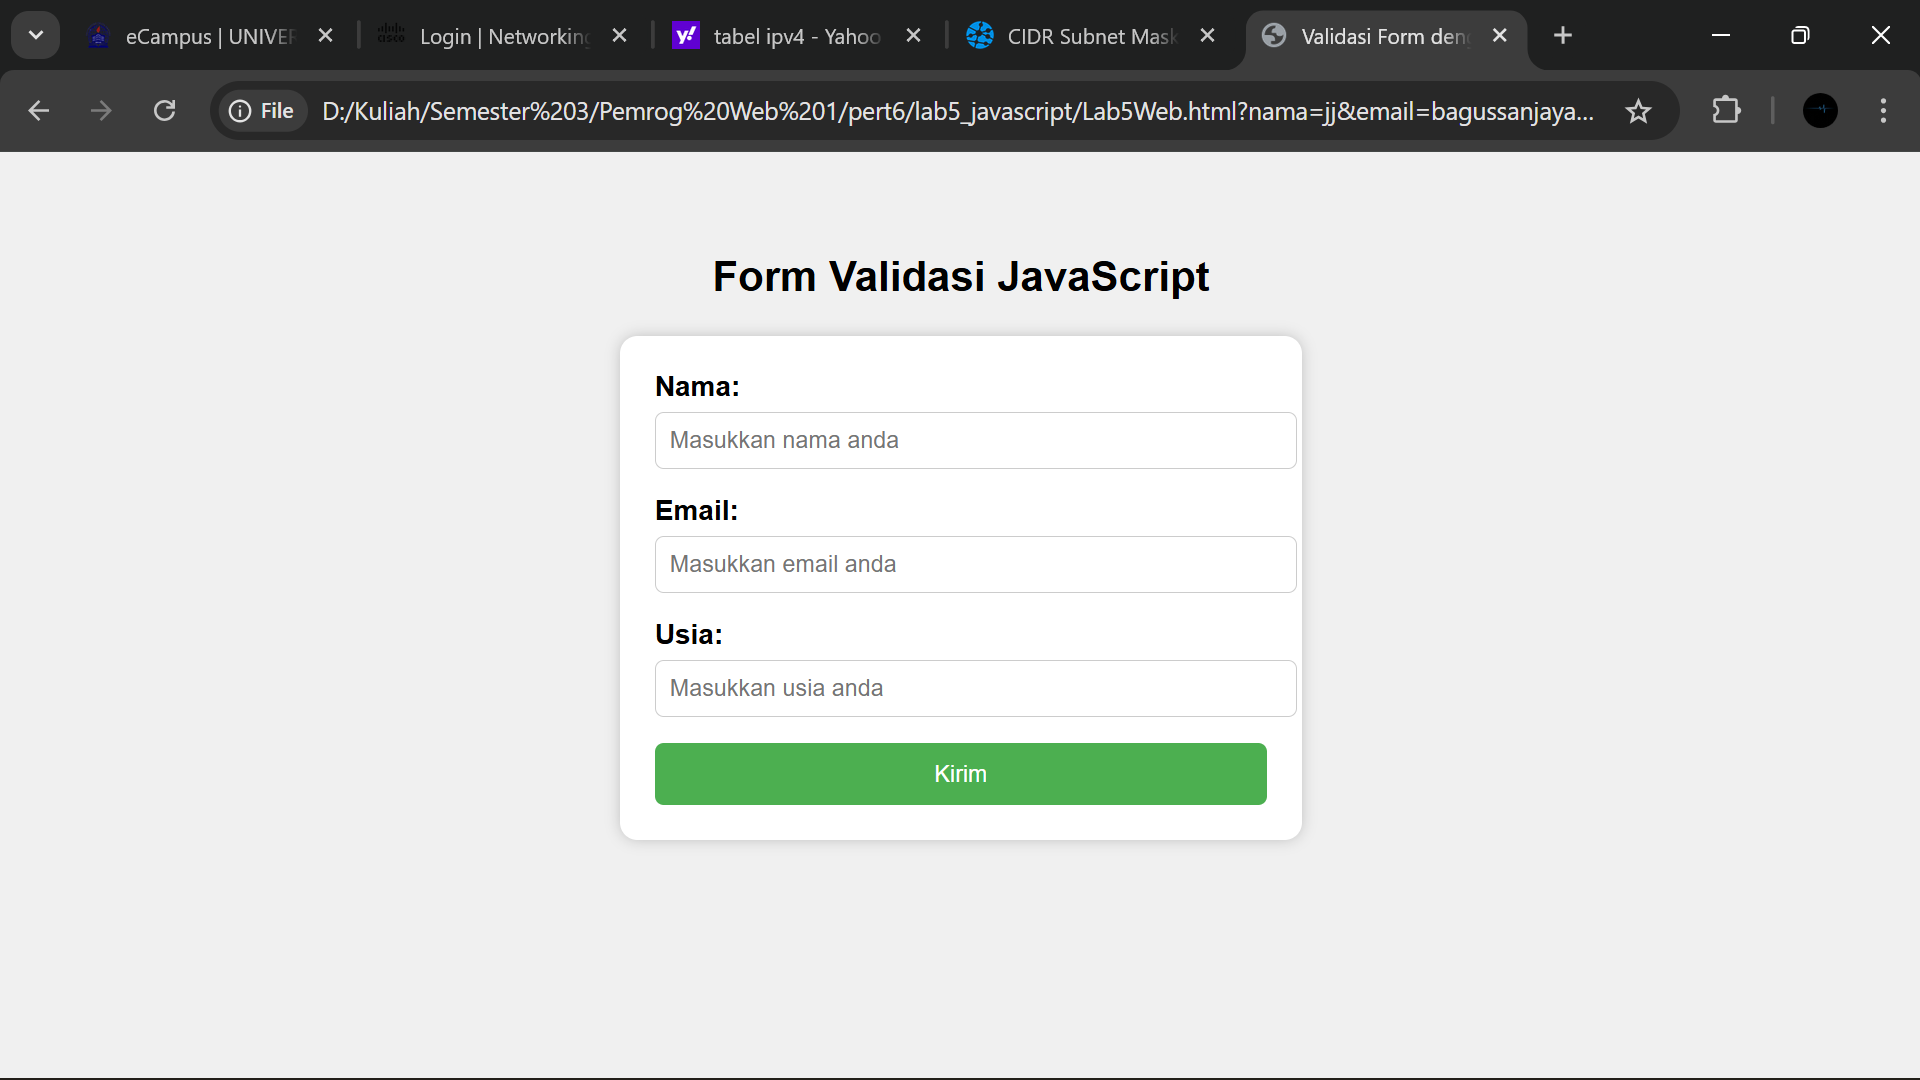 eCampus | UNIVER
cisco
Login | Networking
y!
tabel ipv4 - Yahoo
CIDR Subnet Mask
Validasi Form deng
File
D:/Kuliah/Semester%203/Pemrog%20Web%201/pert6/lab5_javascript/Lab5Web.html?nama=jj&email=bagussanjaya...
Form Validasi JavaScript
Nama:
Masukkan nama anda
Email:
Masukkan email anda
Usia:
Masukkan usia anda
Kirim